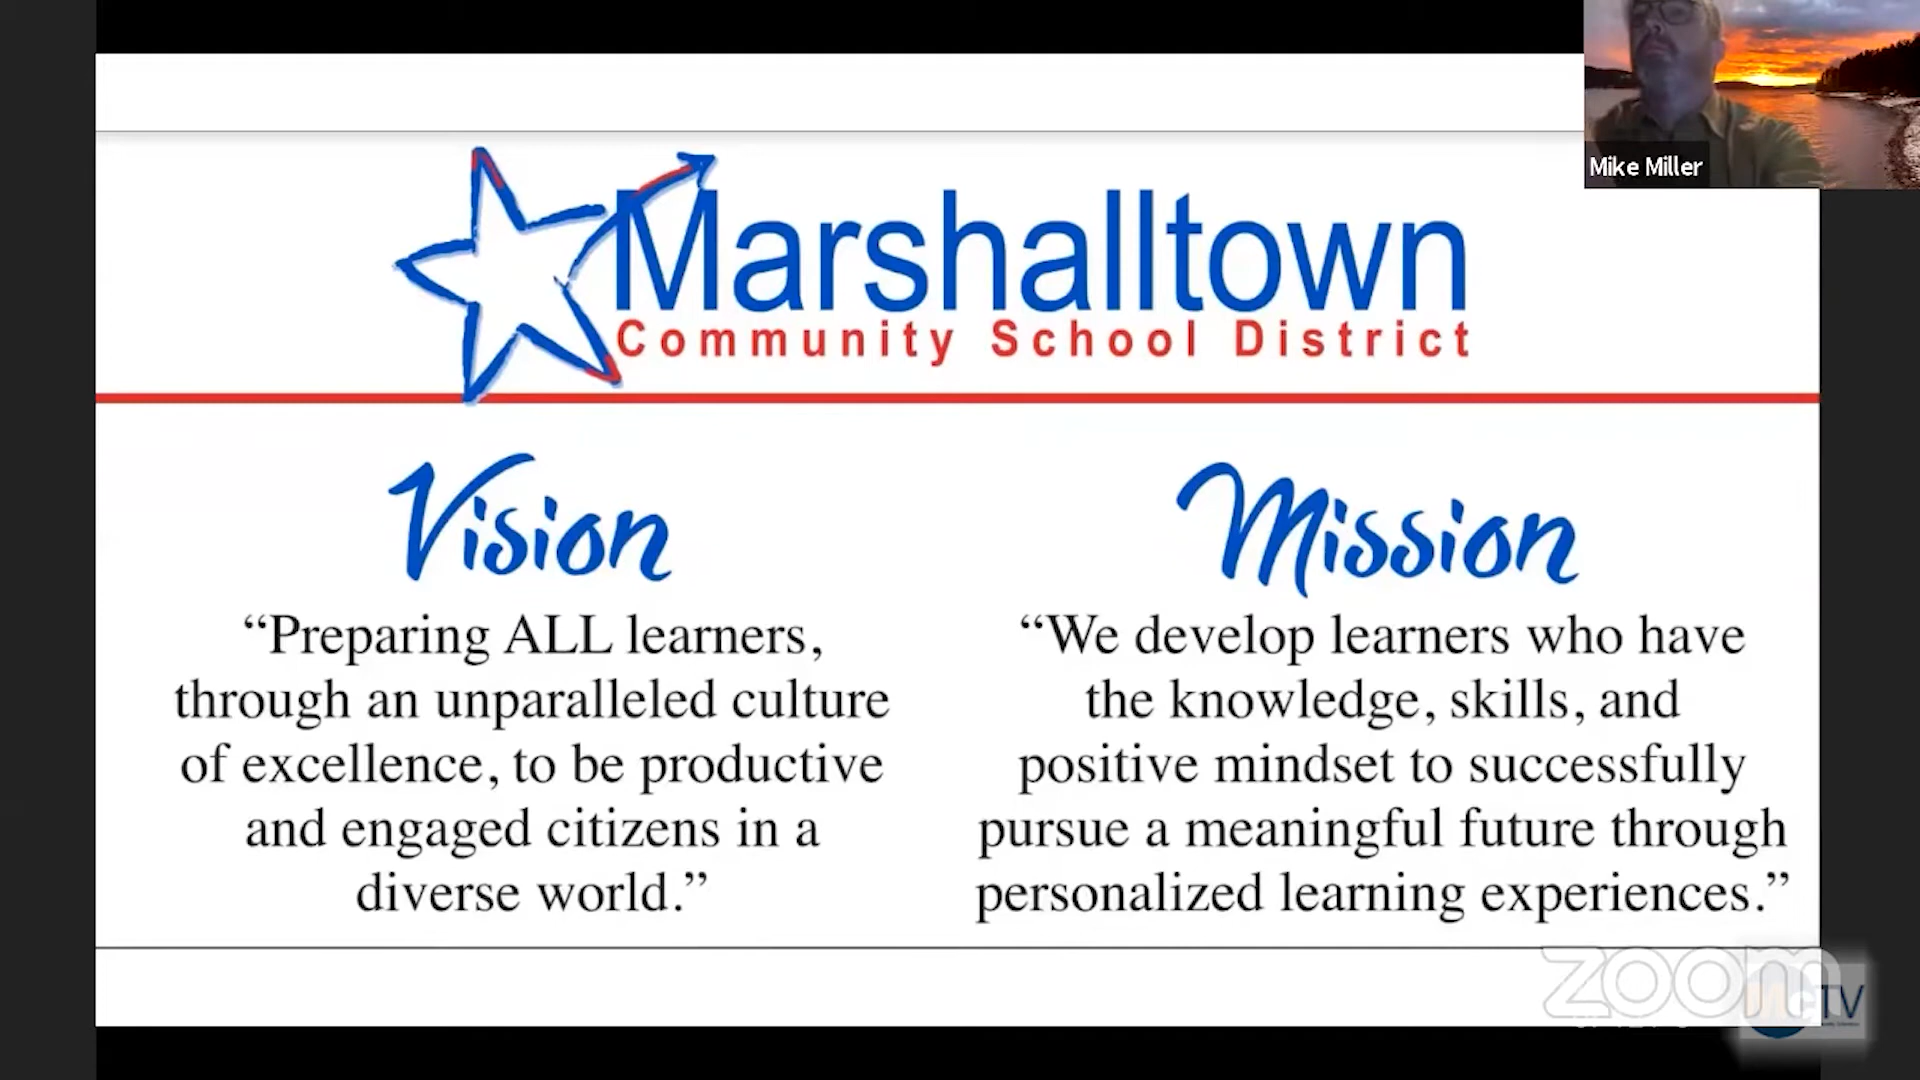 Mike Miller
Marshalltown
Community School District
Vision
“Preparing ALL learners,
through an unparalleled culture
of excellence, to be productive
and engaged citizens in a
diverse world.”
Mission
“We develop learners who have
the knowledge, skills, and
positive mindset to successfully
pursue a meaningful future through
personalized learning experiences.”
zoom
TV